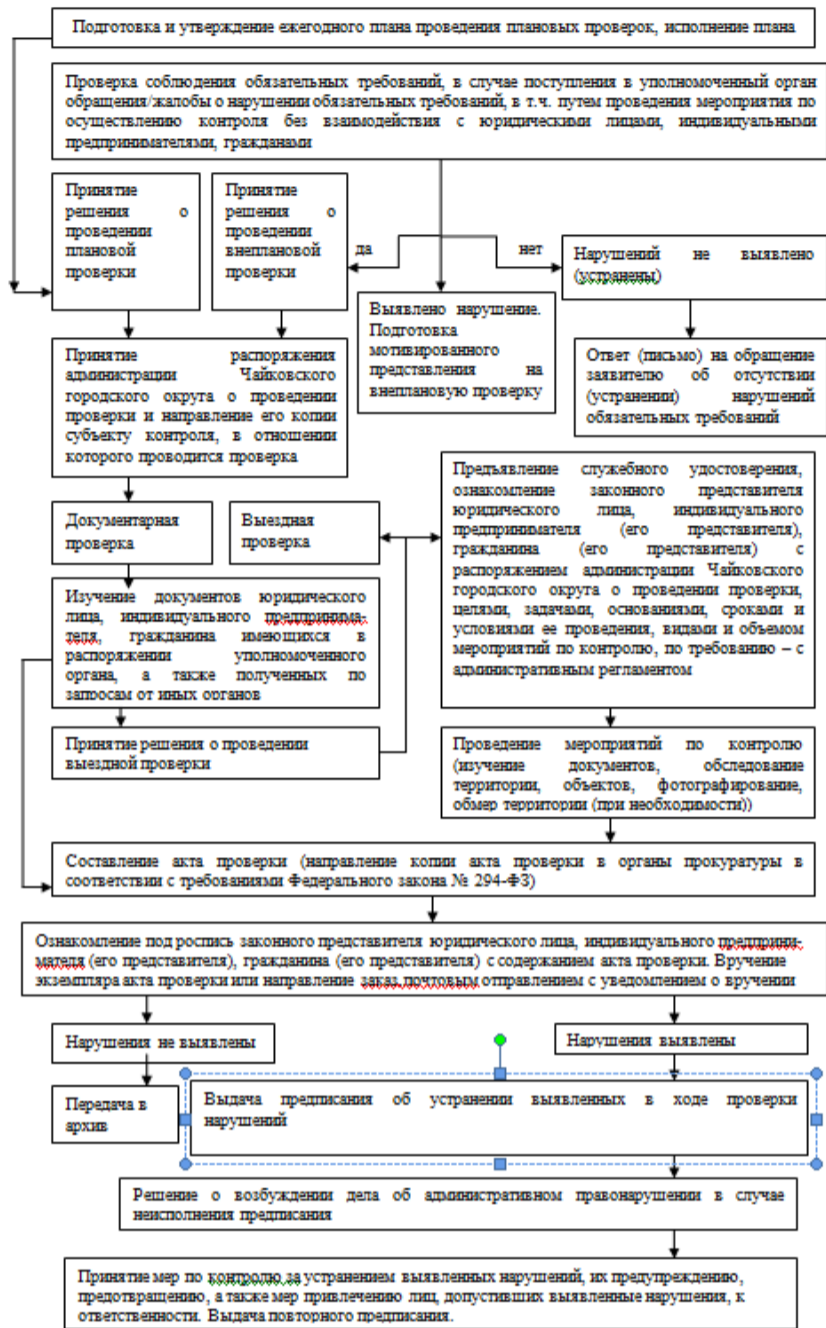 Подготовка и утверждение ежегодного плана проведения плановых проверок, исполнение плана
Проверка соблюдения обязательных требований, в случае поступления в уполномоченный орган
обращения/жалобы о нарушении обязательных требований, в т.ч. путем проведения мероприятия по
осуществлению контроля без взаимодействия с юридическими лицами, индивидуальными
предпринимателями, гражданами
Принятие
решения о
проведении
плановой
проверки
Принятие
решения о
проведении
внеплановой
проверки
да
нет
Нарушений не выявлено
(устранены)
Выявлено нарушение.
Подготовка
мотивированного
представления на
внеплановую проверку
Ответ (письмо) на обращение
заявителю об отсутствии
(устранении) нарушений
обязательных требований
Принятие распоряжения
администрации Чайковского
городского округа о проведении
проверки и направление его копии
субъекту контроля, в отношении
которого проводится проверка
Документарная
проверка
Выездная
проверка
Предъявление служебного удостоверения,
ознакомление законного представителя
юридического лица, индивидуального
предпринимателя (его представителя),
гражданина (его представителя) с
распоряжением администрации Чайковского
городского округа о проведении проверки,
целями, задачами, основаниями, сроками и
условиями ее проведения, видами и объемом
мероприятий по контролю, по требованию – с
административным регламентом
Изучение документов юридического
лица, индивидуального предпринима-
теля, гражданина имеющихся в
распоряжении уполномоченного
органа, а также полученных по
запросам от иных органов
Принятие решения о проведении
выездной проверки
Проведение мероприятий по контролю
(изучение документов, обследование
территории, объектов, фотографирование,
обмер территории (при необходимости))
Составление акта проверки (направление копии акта проверки в органы прокуратуры в
соответствии с требованиями Федерального закона № 294-ФЗ)
Ознакомление под роспись законного представителя юридического лица, индивидуального предприни-
мателя (его представителя), гражданина (его представителя) с содержанием акта проверки. Вручение
экземпляра акта проверки или направление заказ.почтовым отправлением с уведомлением о вручении
Нарушения не выявлены
Нарушения выявлены
Передача в
архив
Выдача предписания об устранении выявленных в ходе проверки
нарушений
Решение о возбуждении дела об административном правонарушении в случае
неисполнения предписания
Принятие мер по контролю за устранением выявленных нарушений, их предупреждению,
предотвращению, а также мер привлечению лиц, допустивших выявленные нарушения, к
ответственности. Выдача повторного предписания.